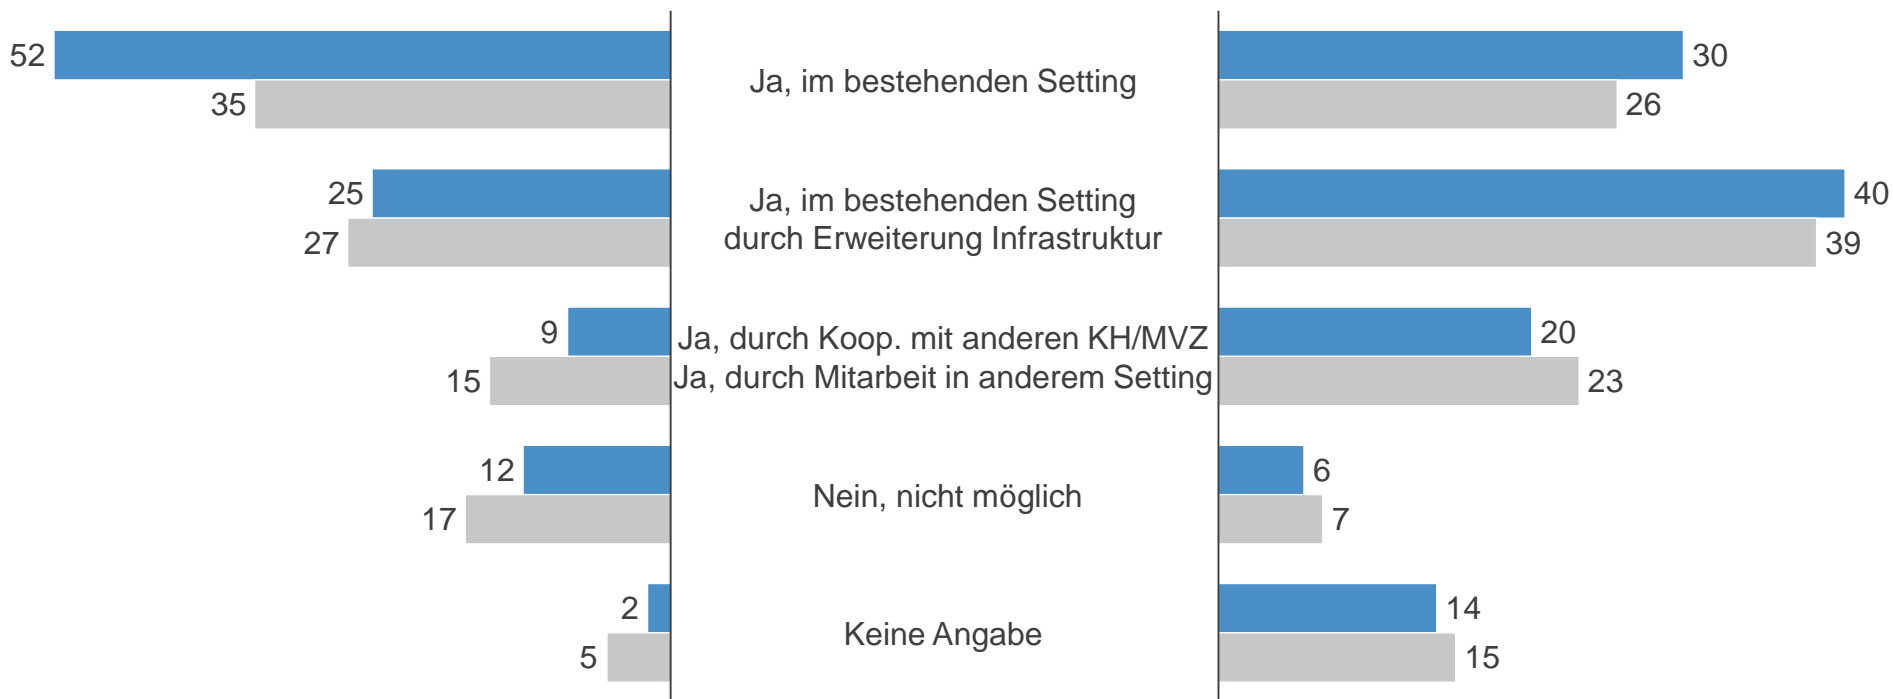 52
35
Ja, im bestehenden Setting
30
26
25
27
Ja, im bestehenden Setting
durch Erweiterung Infrastruktur
40
39
9
15
Ja, durch Koop. mit anderen KH/MVZ
Ja, durch Mitarbeit in anderem Setting
20
23
12
17
Nein, nicht möglich
6
7
2
5
Keine Angabe
14
15